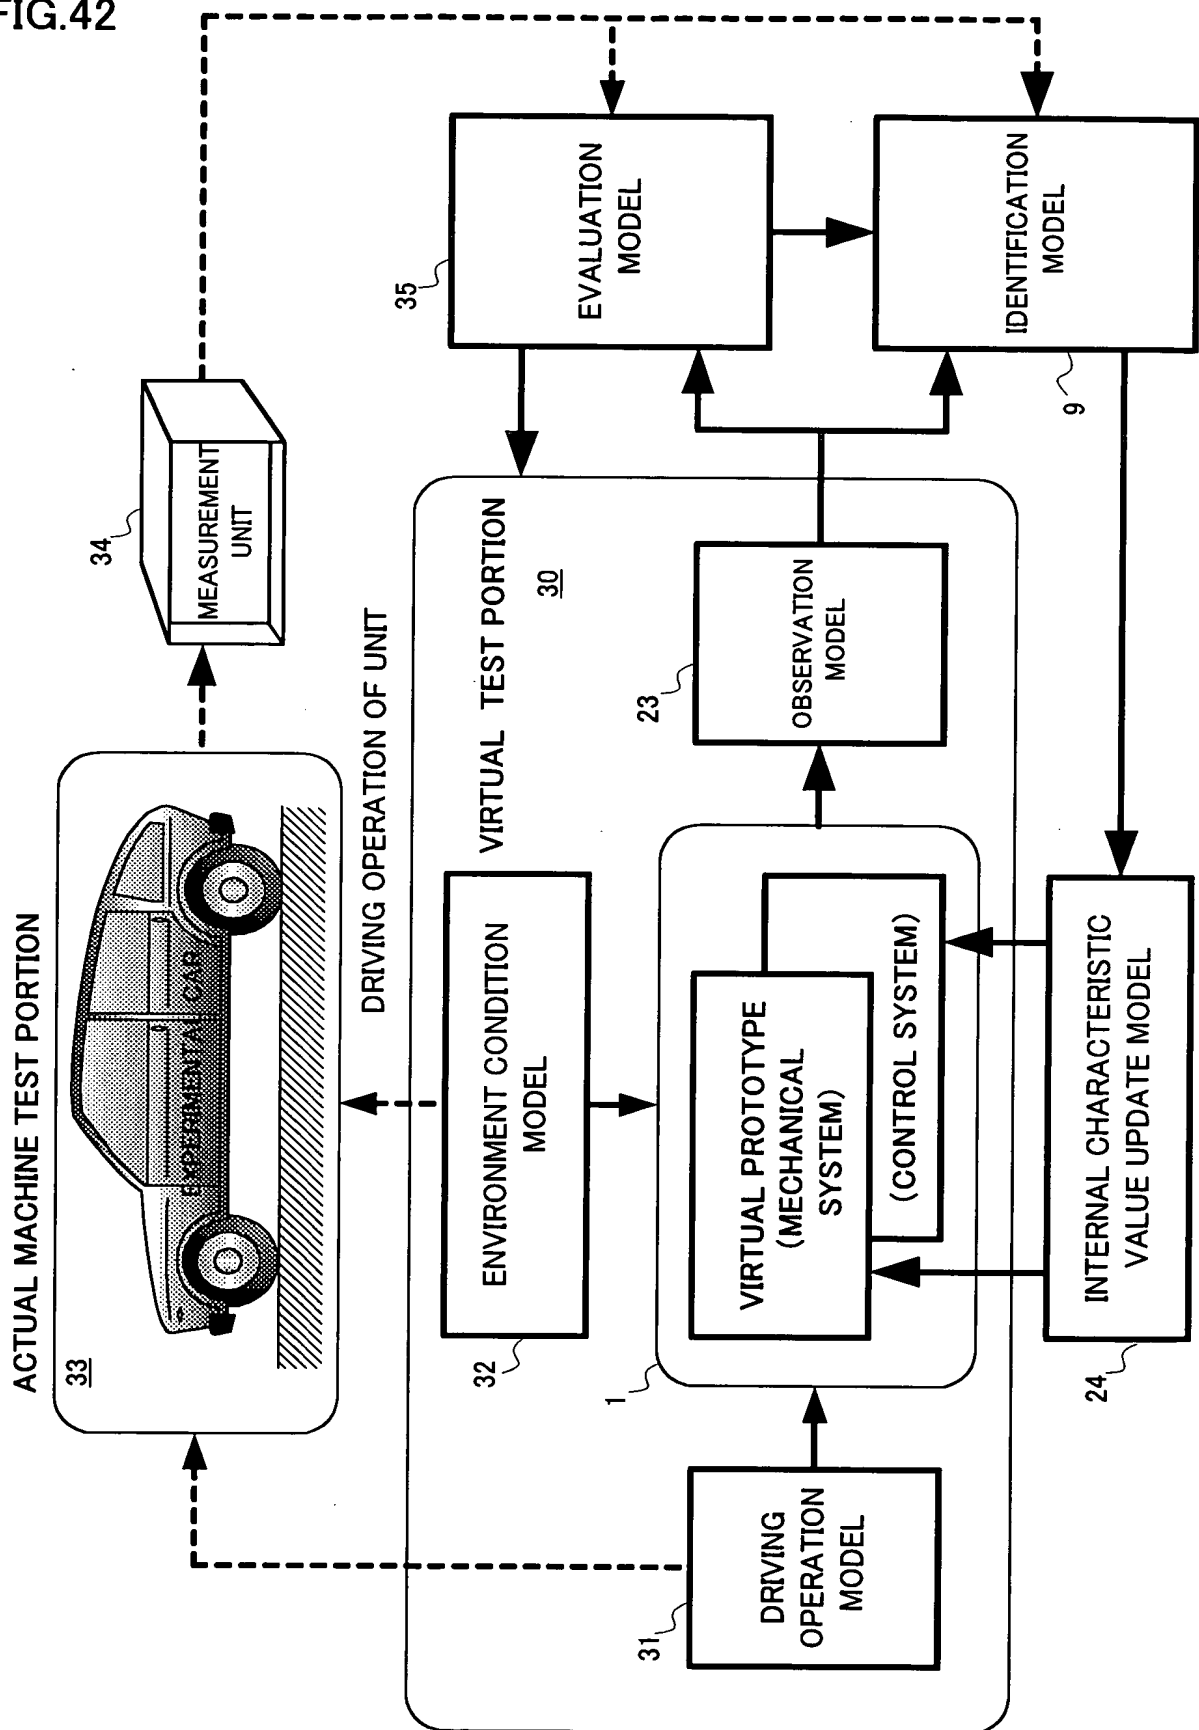 FIG.42
ACTUAL MACHINE TEST PORTION
33
EXPERIMENTAL CAR
34
MEASUREMENT
UNIT
DRIVING OPERATION OF UNIT
VIRTUAL TEST PORTION
30
32
ENVIRONMENT CONDITION
MODEL
31
DRIVING
OPERATION
MODEL
1
VIRTUAL PROTOTYPE
(MECHANICAL
SYSTEM)
(CONTROL SYSTEM)
23
OBSERVATION
MODEL
35
EVALUATION
MODEL
9
IDENTIFICATION
MODEL
24
INTERNAL CHARACTERISTIC
VALUE UPDATE MODEL